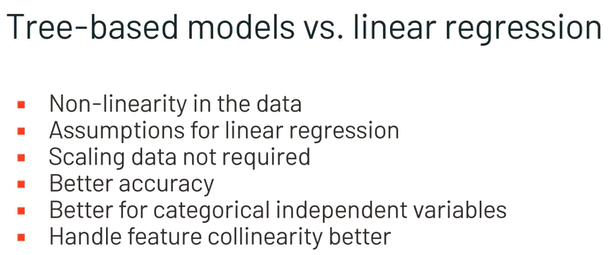 Tree-based models vs. linear regression
Non-linearity in the data
Assumptions for linear regression
Scaling data not required
Better accuracy
Better for categorical independent variables
Handle feature collinearity better